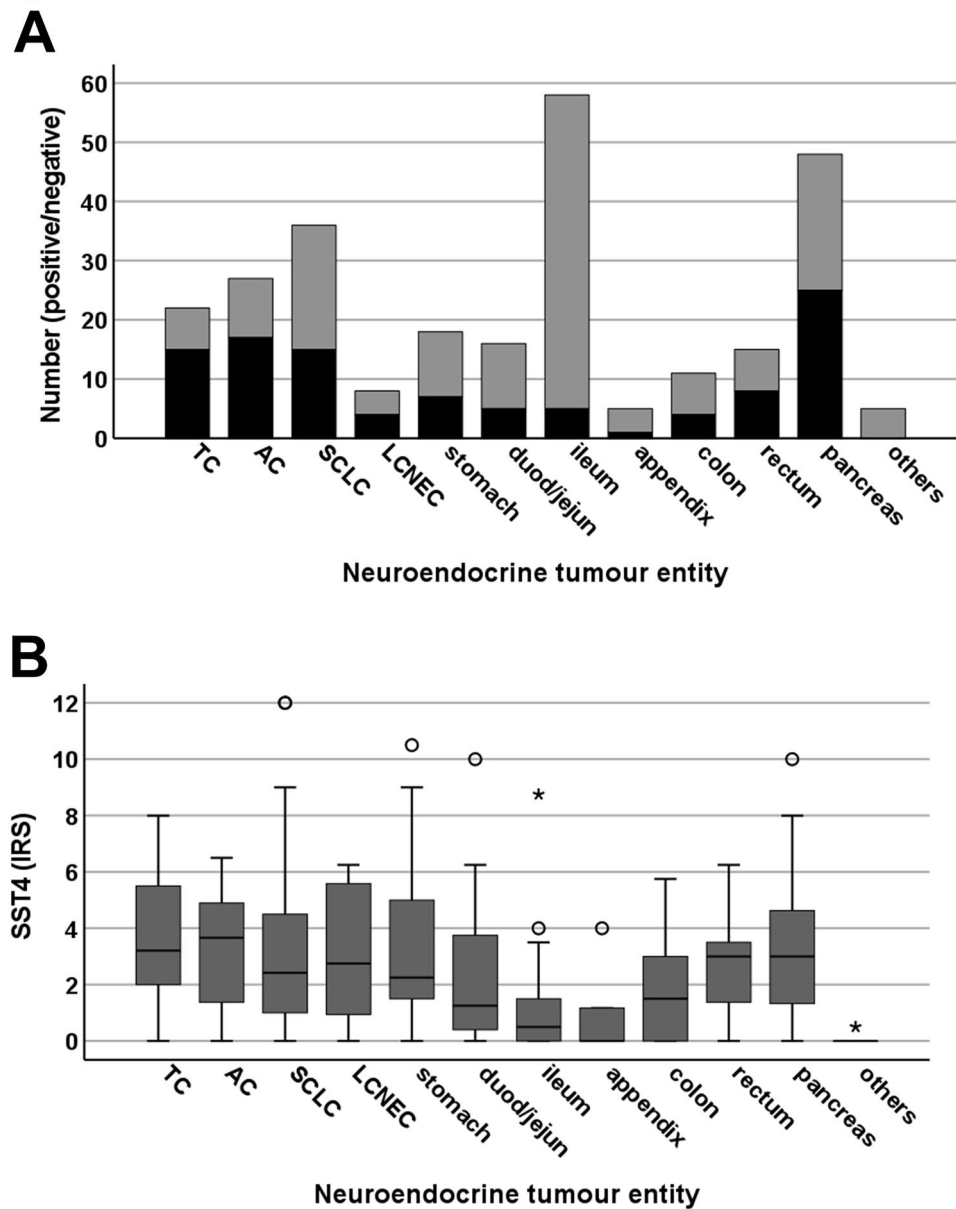 A
Number (positive/negative)
60
50
40
30
20
10
0
TC
AC
SCLC
LCNEC
stomach
duod/jejun
ileum
appendix
colon
rectum
pancreas
others
Neuroendocrine tumour entity
B
SST4 (IRS)
12
10
8
6
4
2
0
*
*
TC
AC
SCLC
LCNEC
stomach
duod/jejun
ileum
appendix
colon
rectum
pancreas
others
Neuroendocrine tumour entity